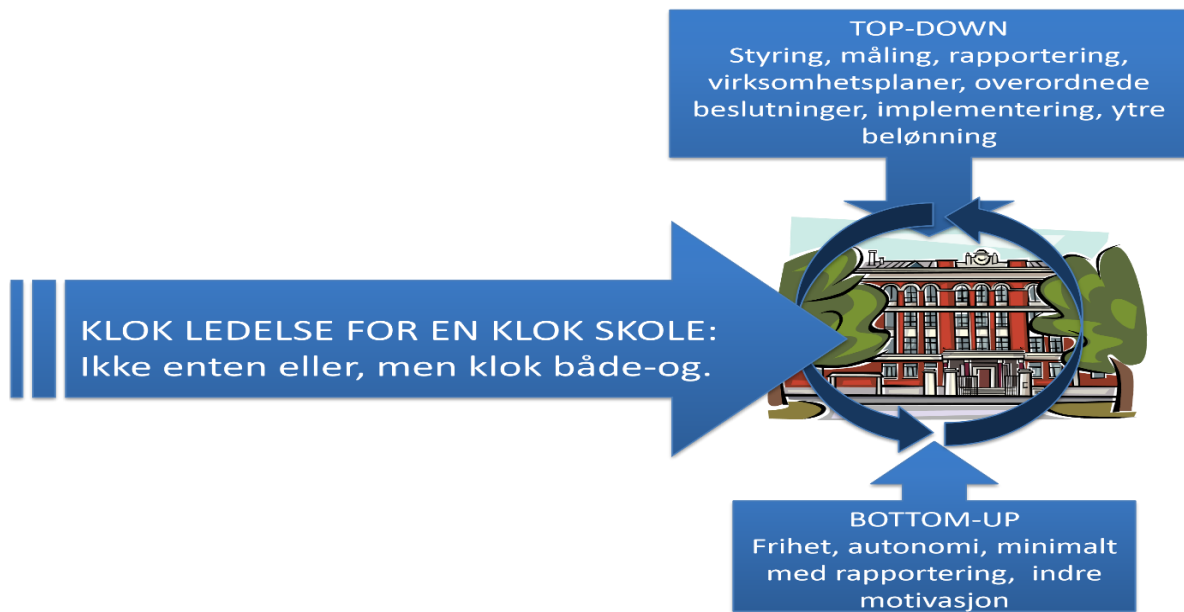 TOP-DOWN
Styring, måling, rapportering,
virksomhetsplaner, overordnede
beslutninger, implementering, ytre
belønning
KLOK LEDELSE FOR EN KLOK SKOLE:
Ikke enten eller, men klok både-og.
BOTTOM-UP
Frihet, autonomi, minimalt
med rapportering,  indre
motivasjon